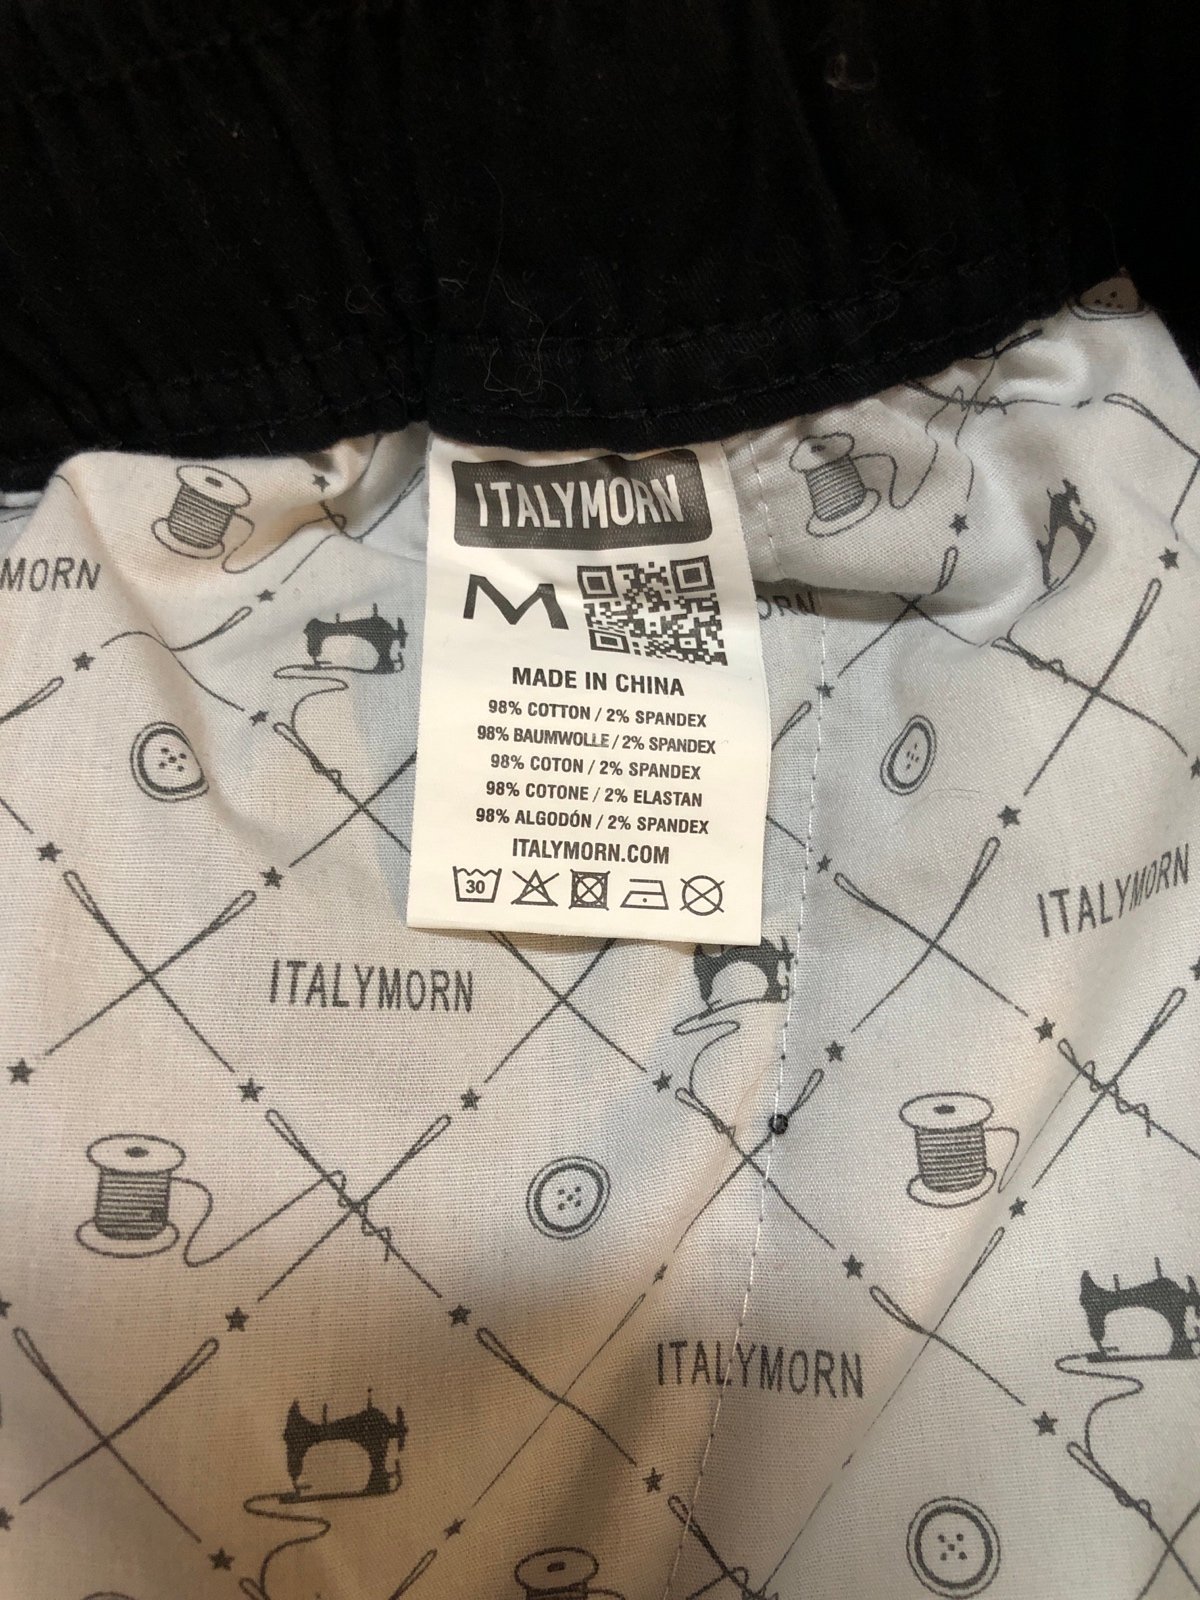 ITALYMORN
M
MADE IN CHINA
98% COTTON / 2% SPANDEX
98% BAUMWOLLE / 2% SPANDEX
98% COTON / 2% SPANDEX
98% COTONE / 2% ELASTAN
98% ALGODÓN / 2% SPANDEX
ITALYMORN.COM
30
MORN
ORN
ITALYMORN
ITALYMORN
ITALYMORN